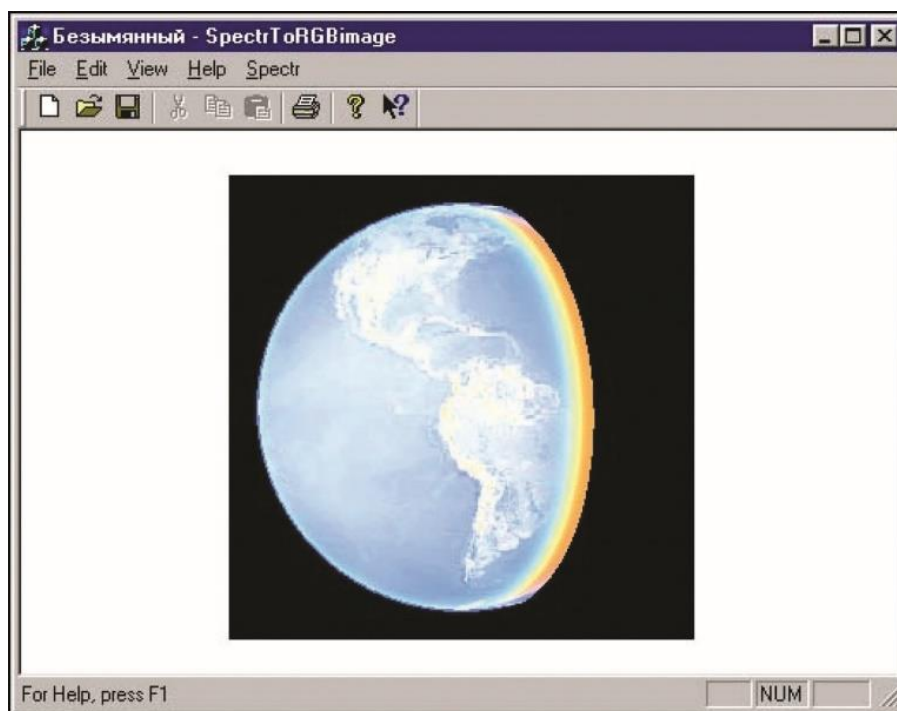 Безымянный - SpectrToRGBimage
File Edit View Help Spectr
For Help, press F1
NUM